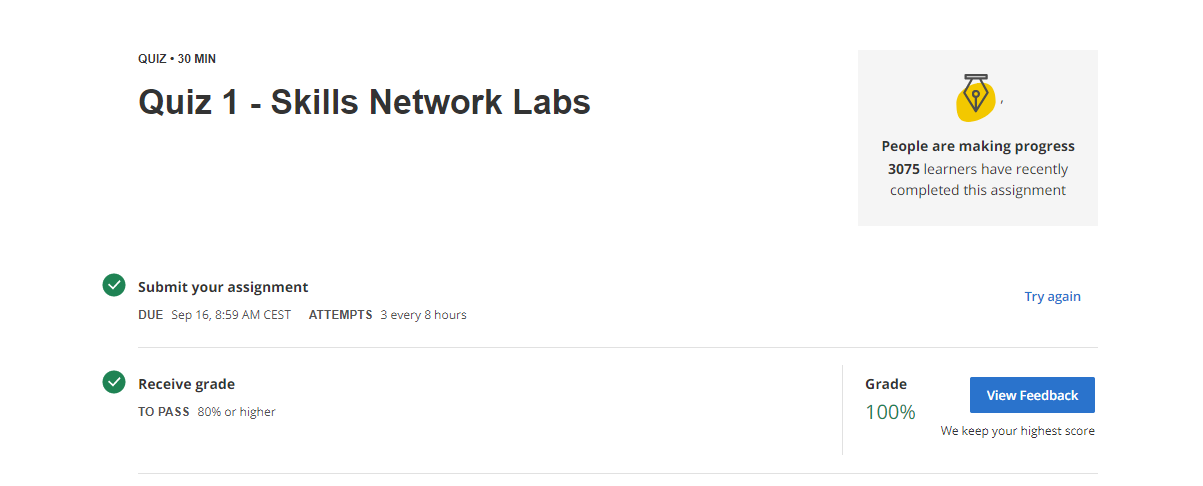 QUIZ • 30 MIN
Quiz 1 - Skills Network Labs
People are making progress
3075 learners have recently
completed this assignment
Submit your assignment
DUE Sep 16, 8:59 AM CEST ATTEMPTS 3 every 8 hours
Try again
Receive grade
TO PASS 80% or higher
Grade
100%
View Feedback
We keep your highest score